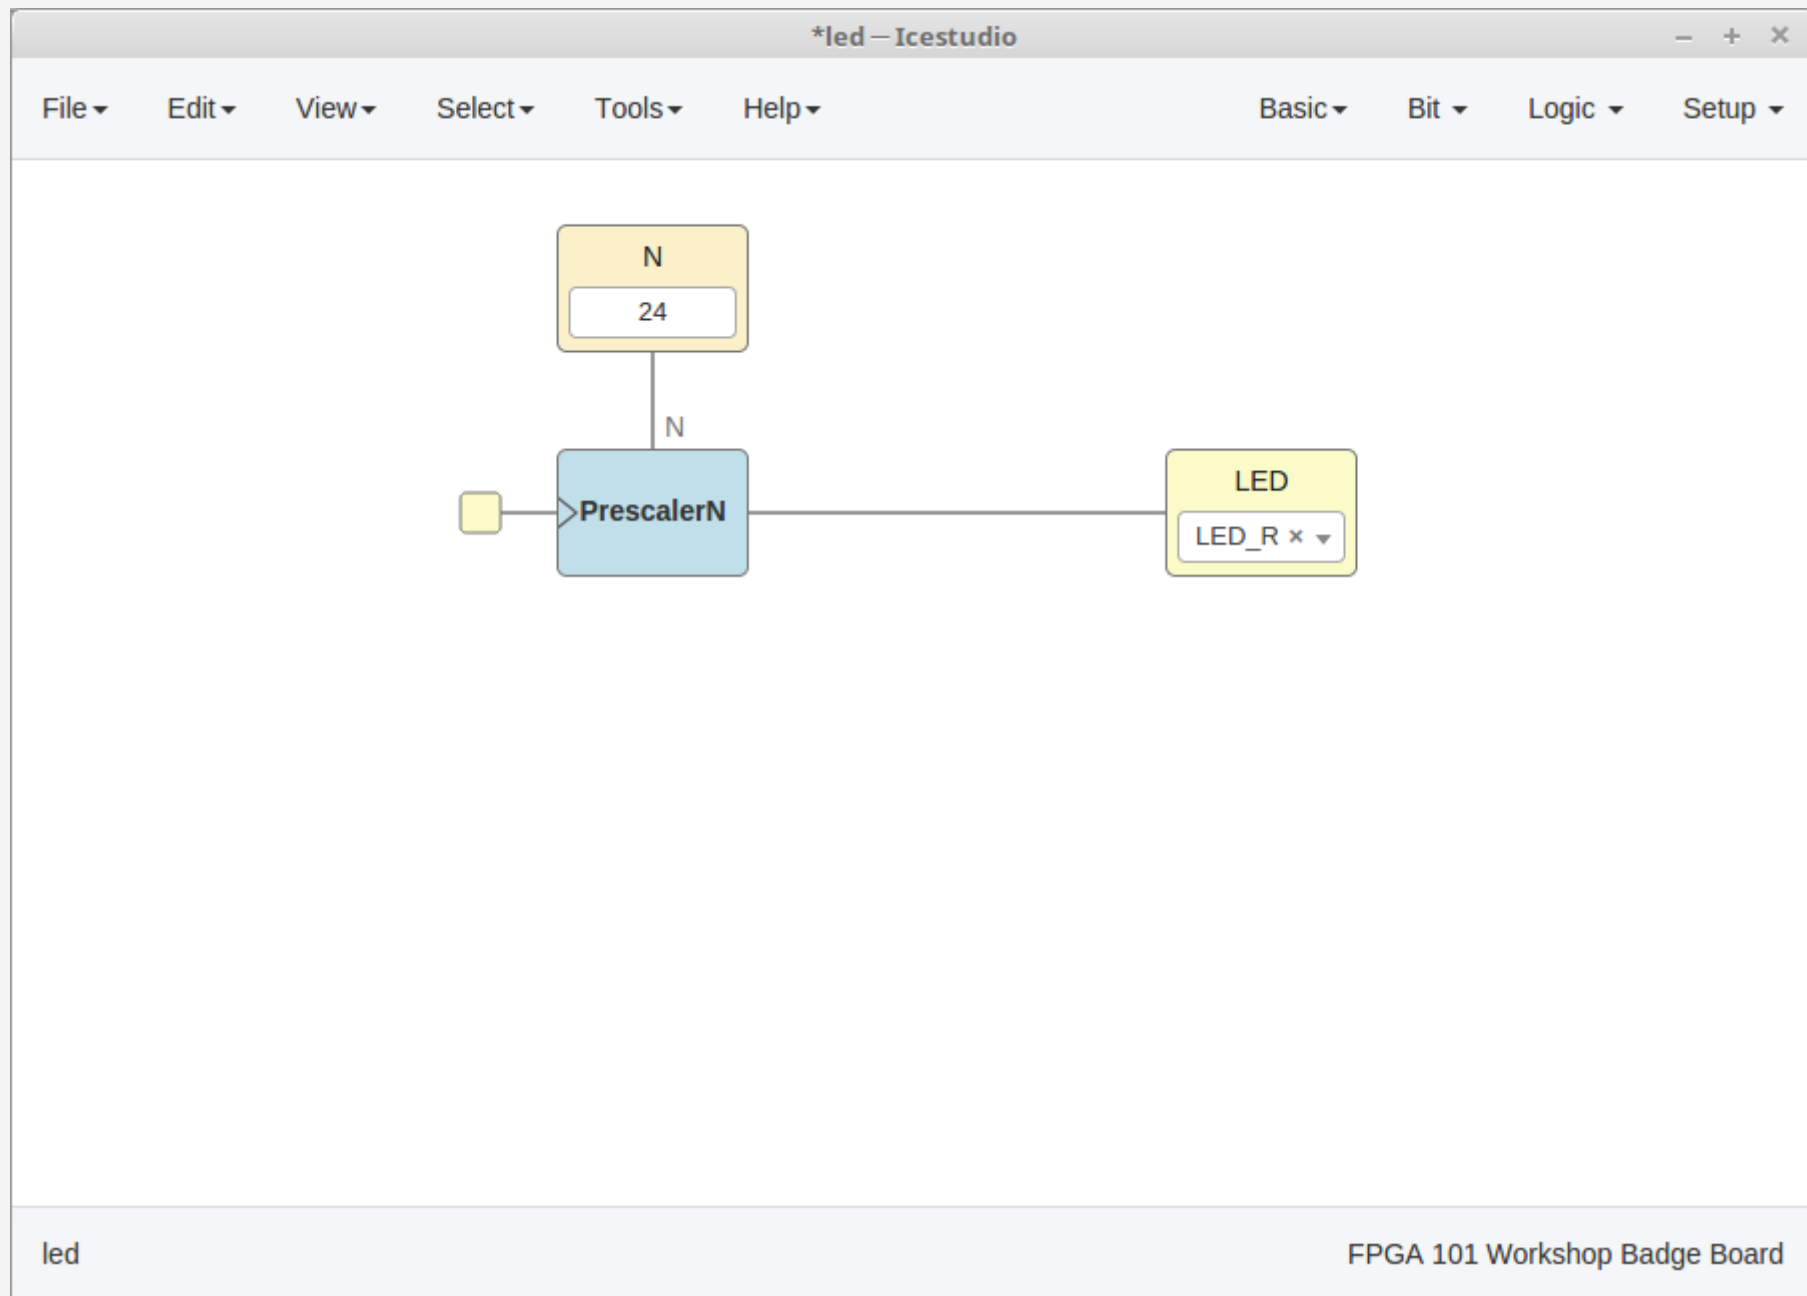 *led — Icestudio
File Edit View Select Tools Help Basic Bit Logic Setup
N
24
N
PrescalerN
LED
LED_R
led
FPGA 101 Workshop Badge Board